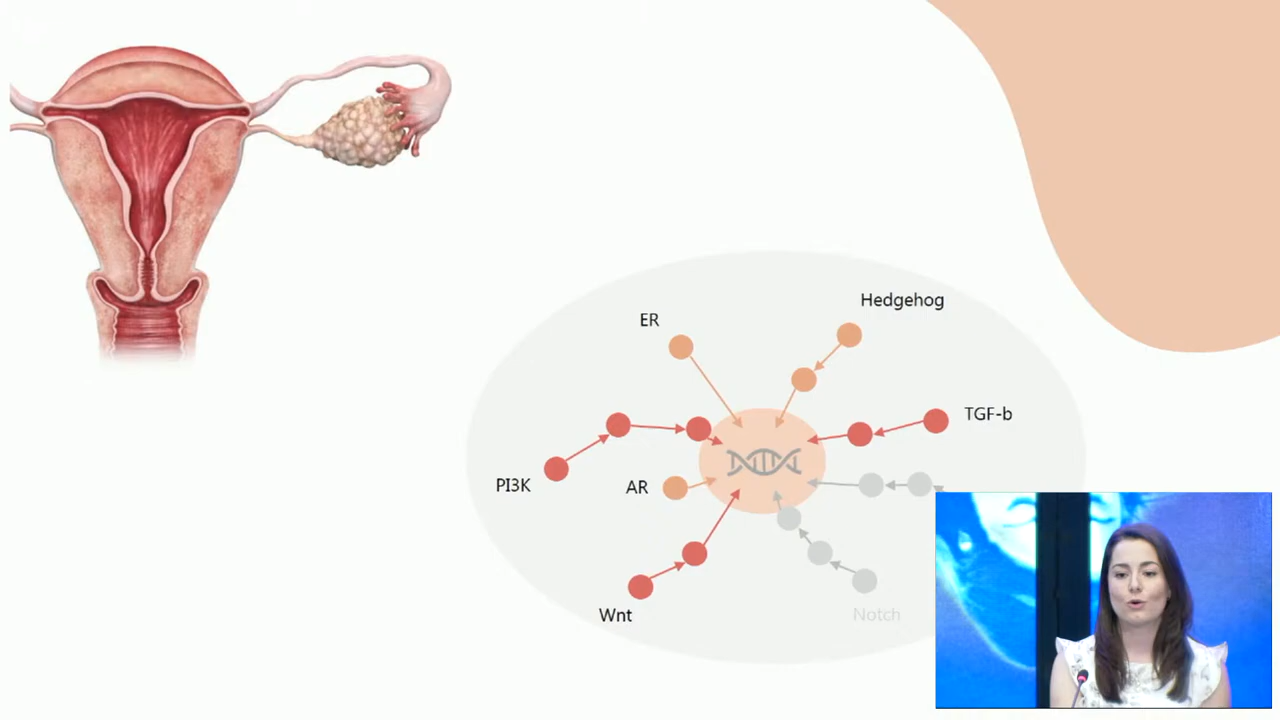 Hedgehog
ER
TGF-b
PI3K
AR
Wnt
Notch